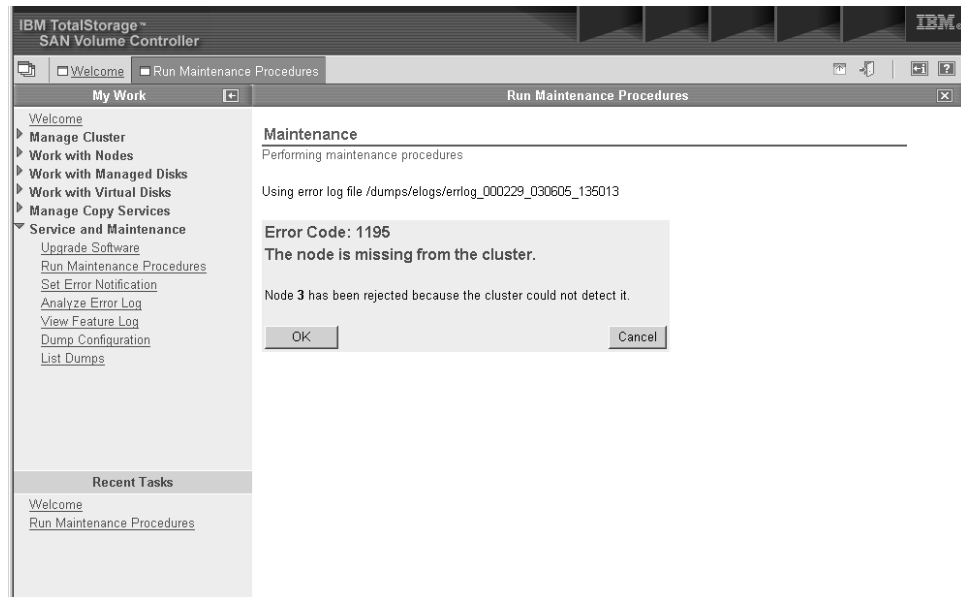 IBM TotalStorage™
SAN Volume Controller
IBM®
Welcome
Run Maintenance Procedures
My Work
Run Maintenance Procedures
Welcome
Manage Cluster
Work with Nodes
Work with Managed Disks
Work with Virtual Disks
Manage Copy Services
Service and Maintenance
Upgrade Software
Run Maintenance Procedures
Set Error Notification
Analyze Error Log
View Feature Log
Dump Configuration
List Dumps
Recent Tasks
Welcome
Run Maintenance Procedures
Maintenance
Performing maintenance procedures
Using error log file /dumps/elogs/errlog_000229_030605_135013
Error Code: 1195
The node is missing from the cluster.
Node 3 has been rejected because the cluster could not detect it.
OK
Cancel